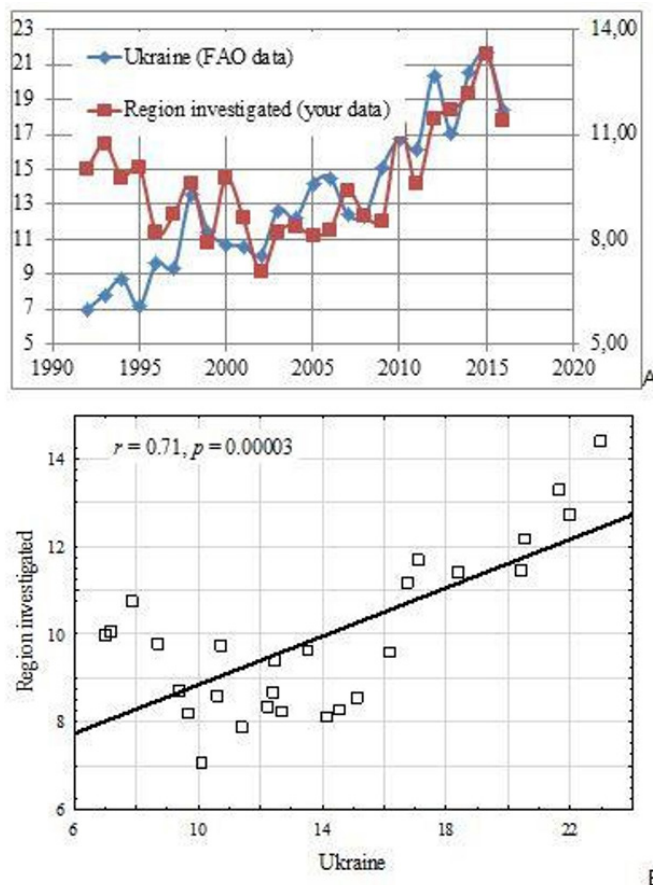 23
21
19
17
15
13
11
9
7
5
14,00
11,00
8,00
5,00
Ukraine (FAO data)
Region investigated (your data)
1990 1995 2000 2005 2010 2015 2020
A
r = 0.71, p = 0.00003
Region investigated
14
12
10
8
6
6 10 14 18 22
Ukraine